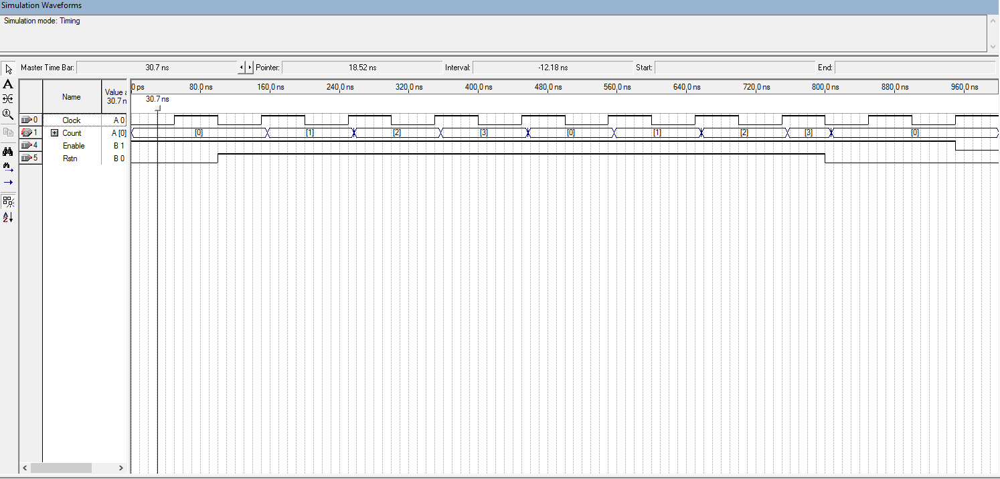 Simulation Waveforms
Simulation mode: Timing
Master Time Bar: 30.7 ns Pointer: 18.52 ns Interval: -12.18 ns Start: End:
Name Value a
30.7 n
0 ps 80.0 ns 160.0 ns 240.0 ns 320.0 ns 400.0 ns 480.0 ns 560.0 ns 640.0 ns 720.0 ns 800.0 ns 880.0 ns 960.0 ns
30.7 ns
0 Clock A 0
1 Count A [0] [0] [1] [2] [3] [0] [1] [2] [3] [0]
4 Enable B 1
5 Rstn B 0